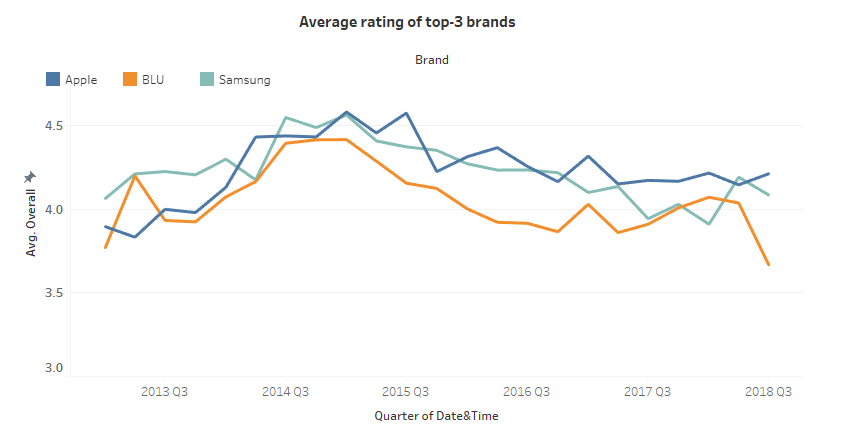 Average rating of top-3 brands
Brand
Apple BLU Samsung
4.5
4.0
3.5
3.0
Avg. Overall
2013 Q3 2014 Q3 2015 Q3 2016 Q3 2017 Q3 2018 Q3
Quarter of Date&Time